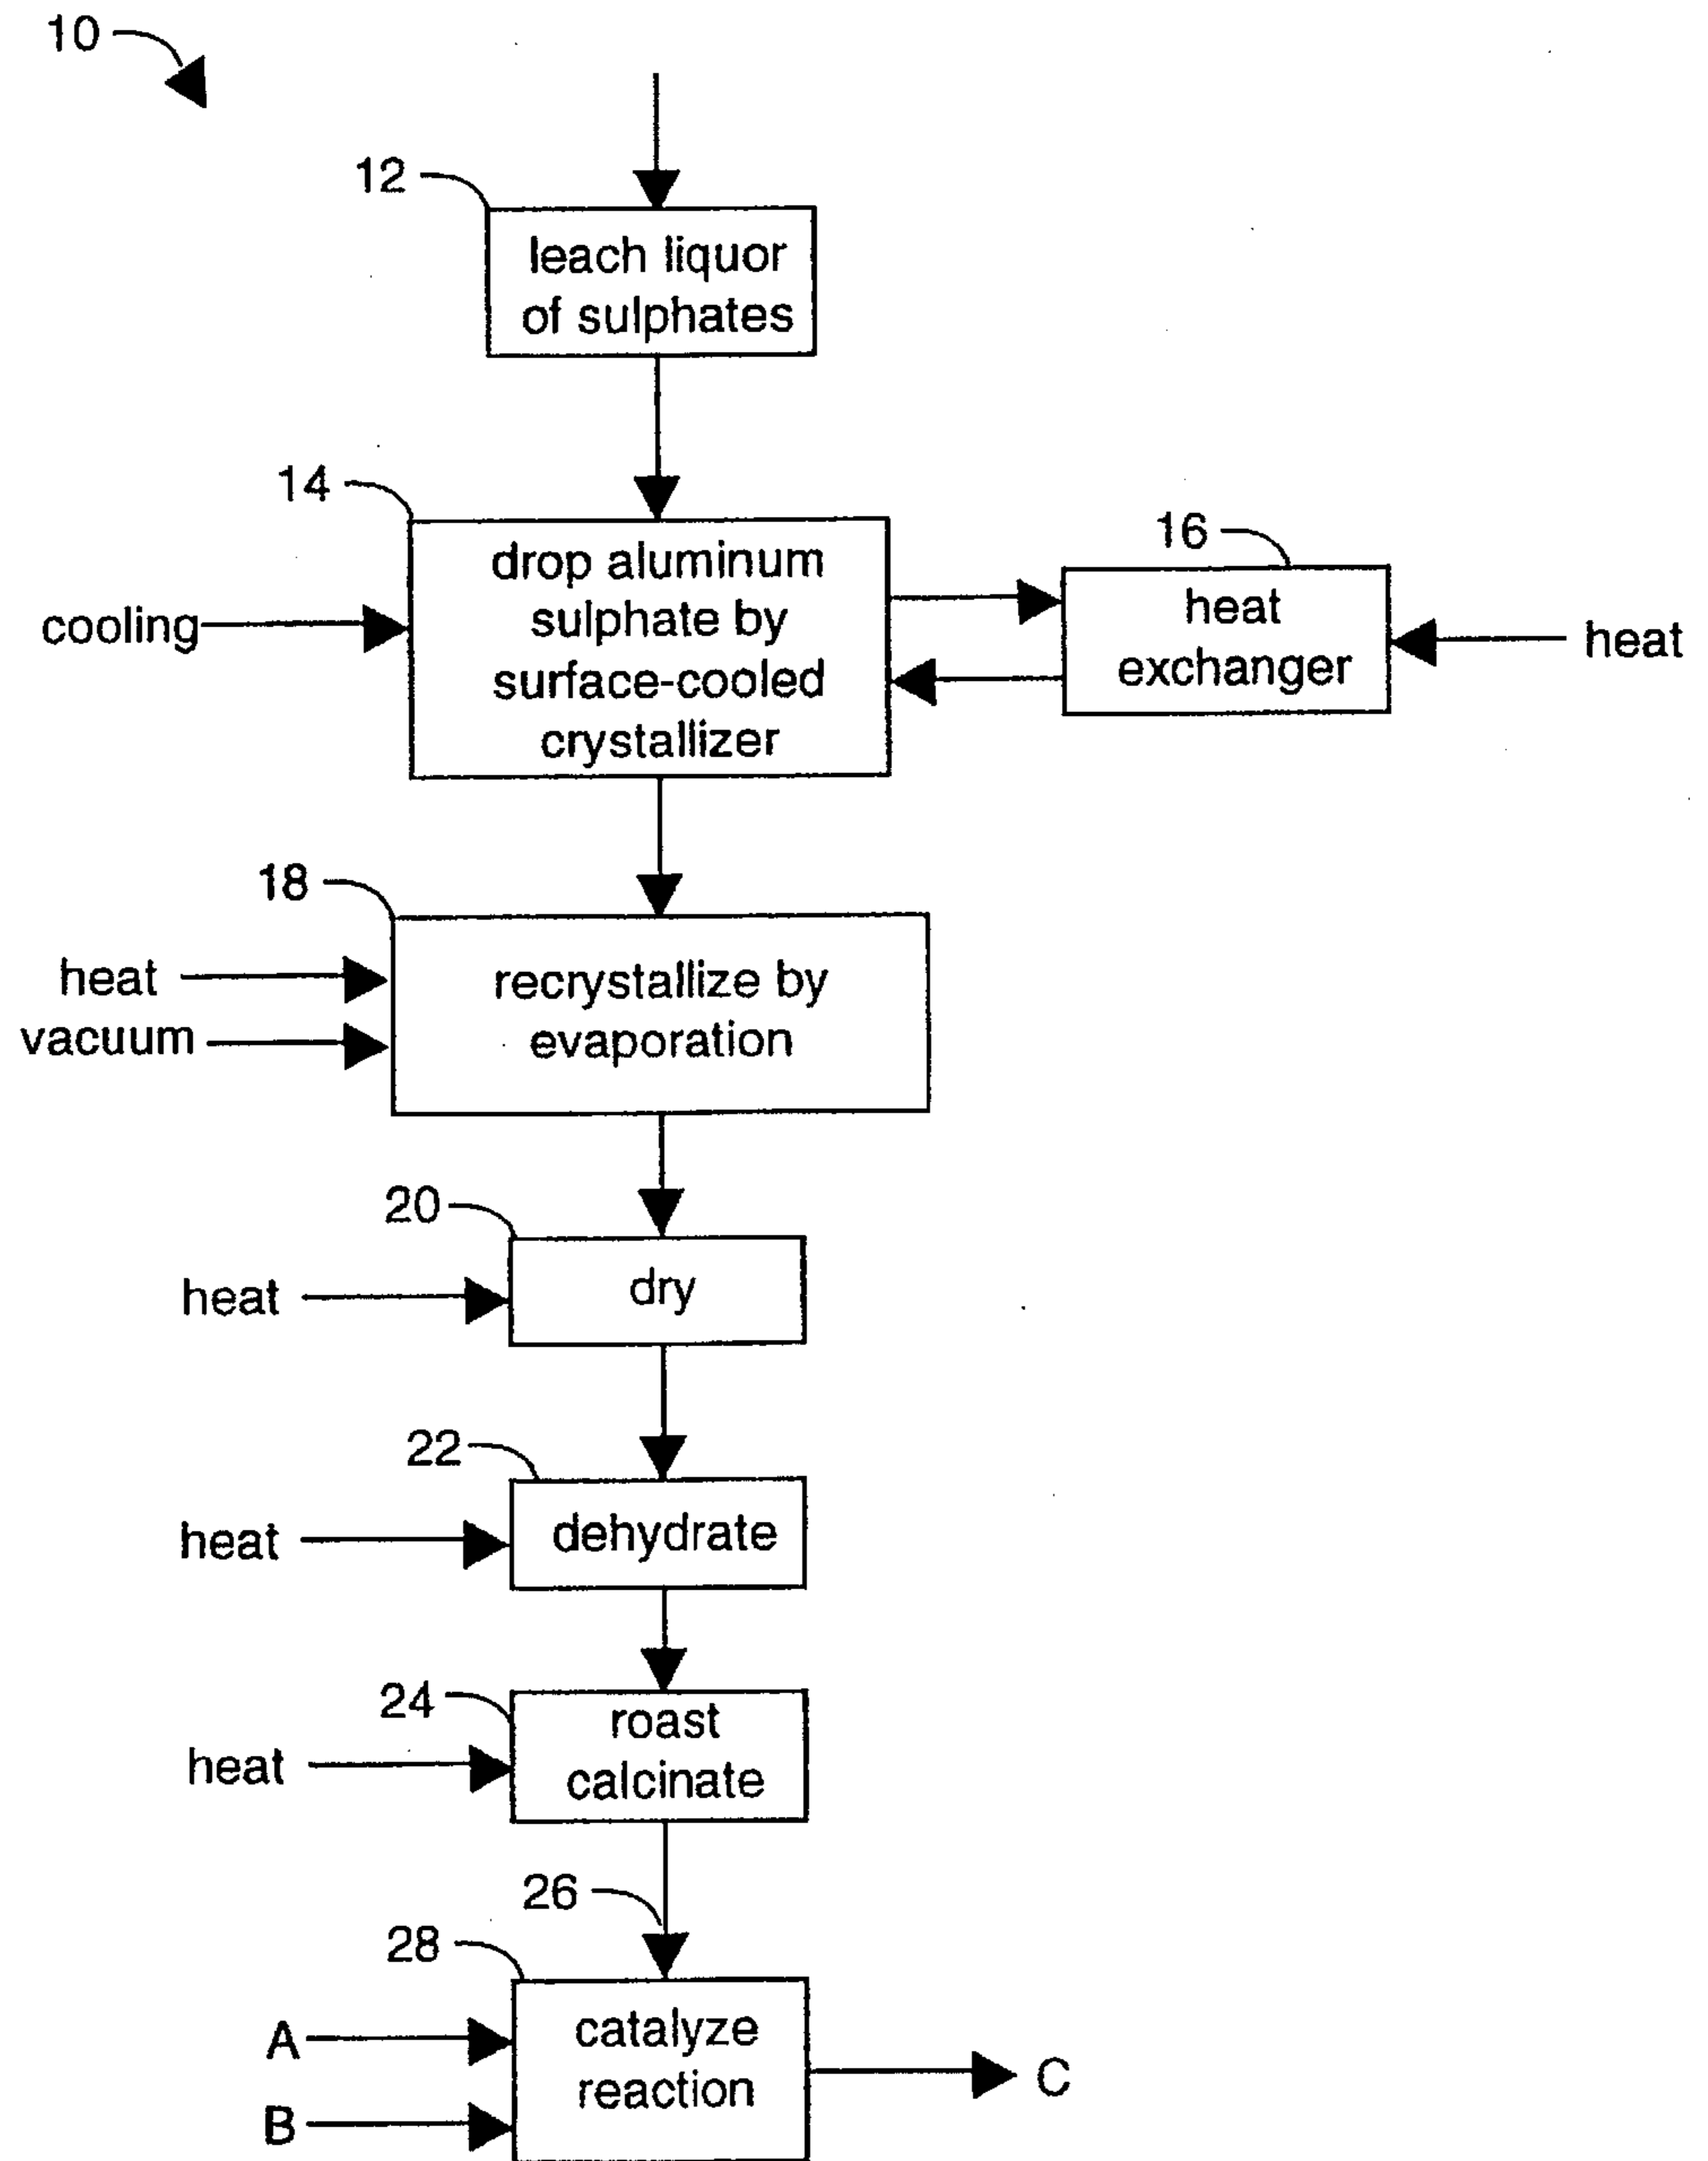 10
12
leach liquor
of sulphates
14
drop aluminum
sulphate by
surface-cooled
crystallizer
cooling
16
heat
exchanger
heat
18
heat
vacuum
recrystallize by
evaporation
20
heat
dry
22
heat
dehydrate
24
heat
roast
calcinate
26
28
A
B
catalyze
reaction
C